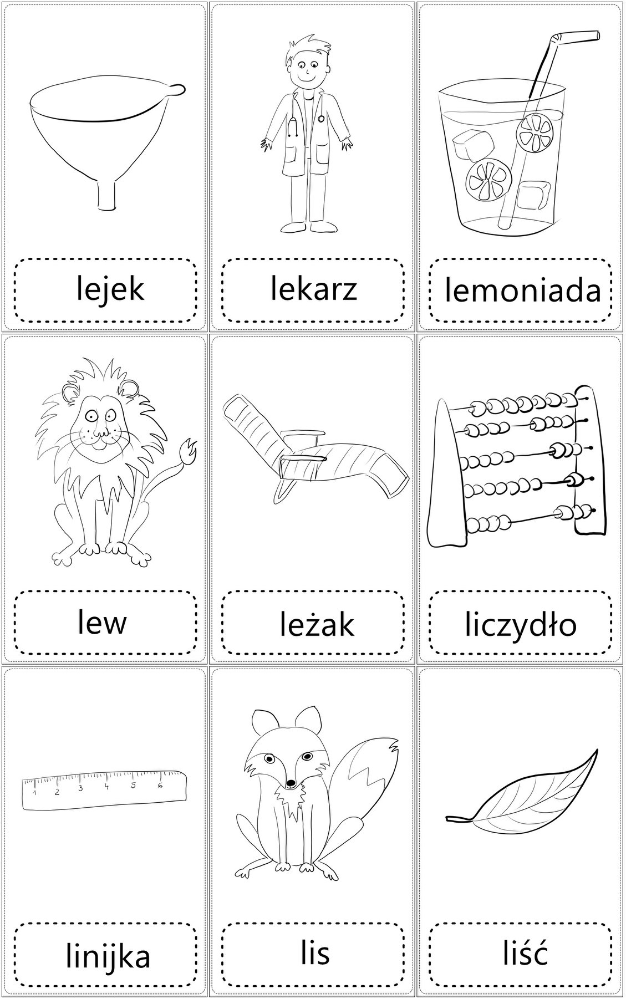 lejek
lekarz
lemoniada
lew
leżak
liczydło
1 2 3 4 5 6
linijka
lis
liść